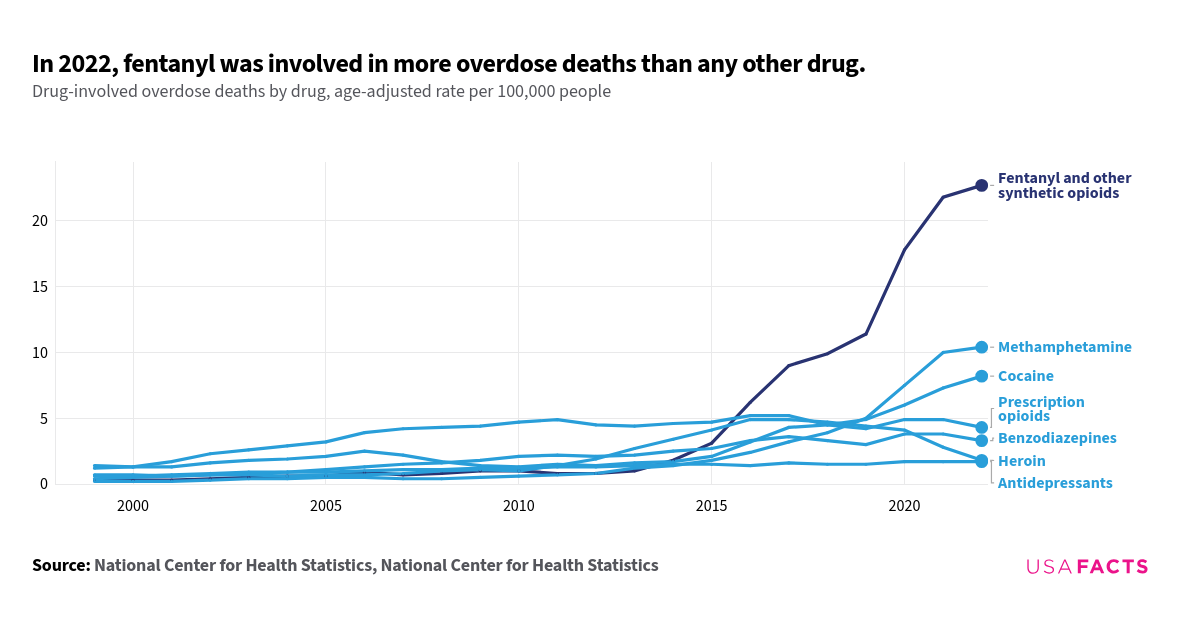 In 2022, fentanyl was involved in more overdose deaths than any other drug.
Drug-involved overdose deaths by drug, age-adjusted rate per 100,000 people
Fentanyl and other
synthetic opioids
20
15
10
Methamphetamine
Cocaine
Prescription
opioids
5
Benzodiazepines
Heroin
Antidepressants
0
2000
2005
2010
2015
2020
Source: National Center for Health Statistics, National Center for Health Statistics
USAFACTS